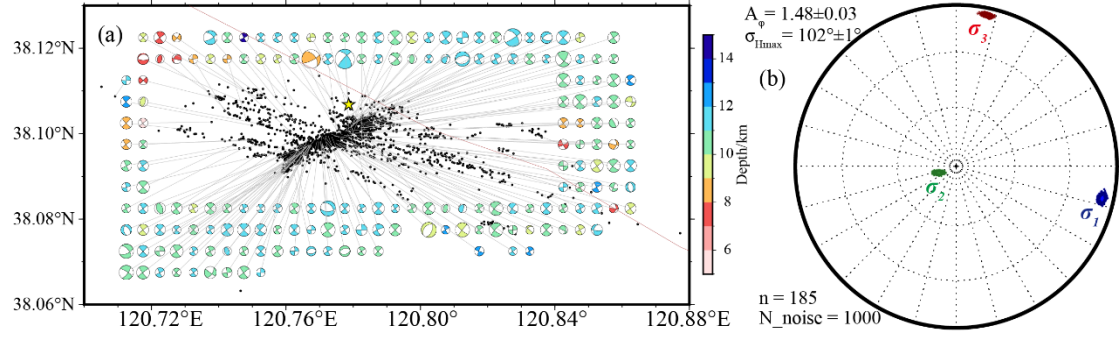 (a)
38.12°N
38.10°N
38.08°N
38.06°N
120.72°E
120.76°E
120.80°E
120.84°E
120.88°E
14
12
10
8
6
Depth/km
Aφ = 1.48±0.03
σHmax = 102°±1°
(b)
σ3
σ2
σ1
n = 185
N_noise = 1000